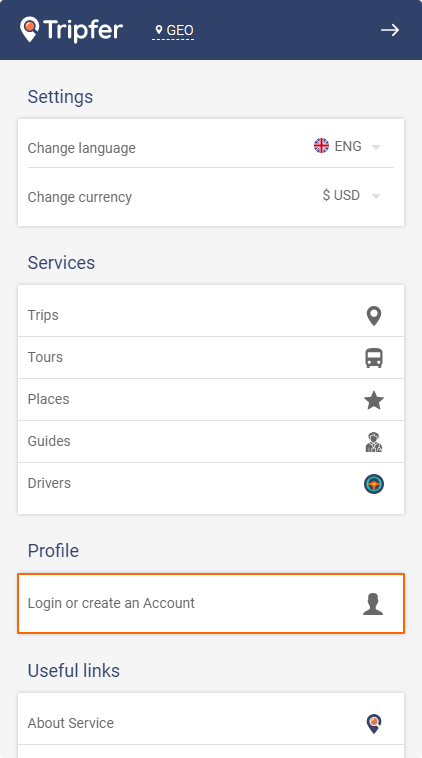 Tripfer
GEO
Settings
Change language
ENG
Change currency
$ USD
Services
Trips
Tours
Places
Guides
Drivers
Profile
Login or create an Account
Useful links
About Service